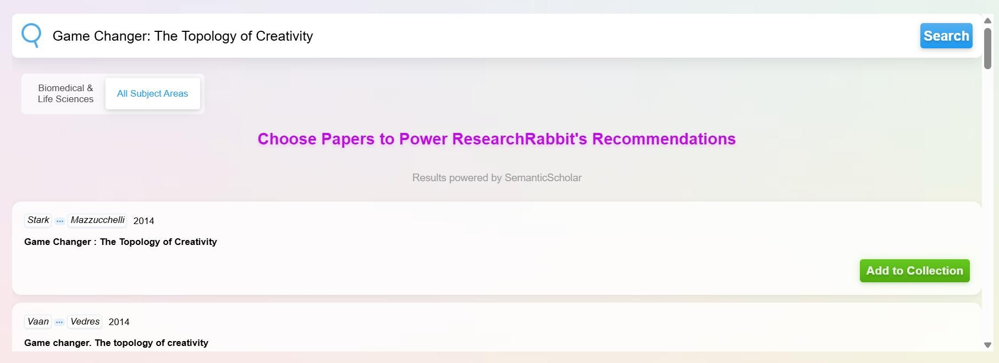 Game Changer: The Topology of Creativity
Search
Biomedical &
Life Sciences
All Subject Areas
Choose Papers to Power ResearchRabbit's Recommendations
Results powered by SemanticScholar
Stark ••• Mazzucchelli 2014
Game Changer : The Topology of Creativity
Add to Collection
Vaan ••• Vedres 2014
Game changer. The topology of creativity